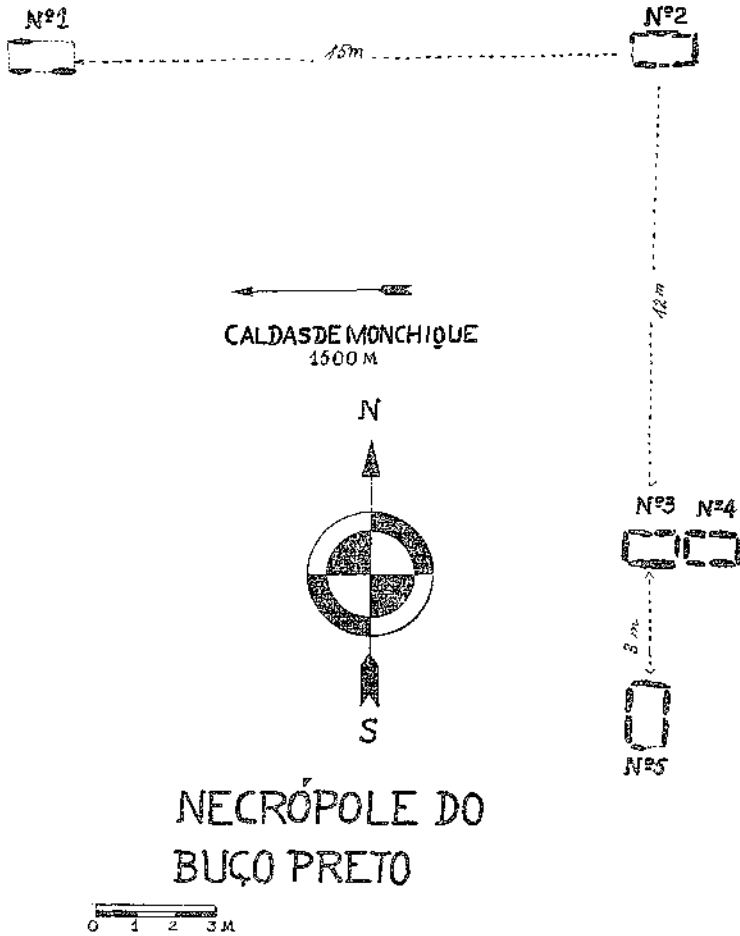 Nº1
Nº2
15m
12m
CALDAS DE MONCHIQUE
1500 M
N
Nº3
Nº4
3m
S
Nº5
NECRÓPOLE DO
BUÇO PRETO
0 1 2 3 M